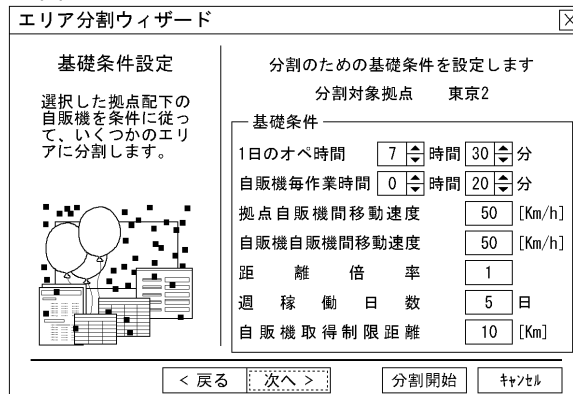 エリア分割ウィザード
基礎条件設定
選択した拠点配下の
自販機を条件に従っ
て、いくつかのエリ
アに分割します。
分割のための基礎条件を設定します
分割対象拠点 東京2
基礎条件
1日のオペ時間 7 時間 30 分
自販機毎作業時間 0 時間 20 分
拠点自販機間移動速度 50 [Km/h]
自販機自販機間移動速度 50 [Km/h]
距離倍率 1
週稼働日数 5 日
自販機取得制限距離 10 [Km]
< 戻る 次へ > 分割開始 ｷｬﾝｾﾙ